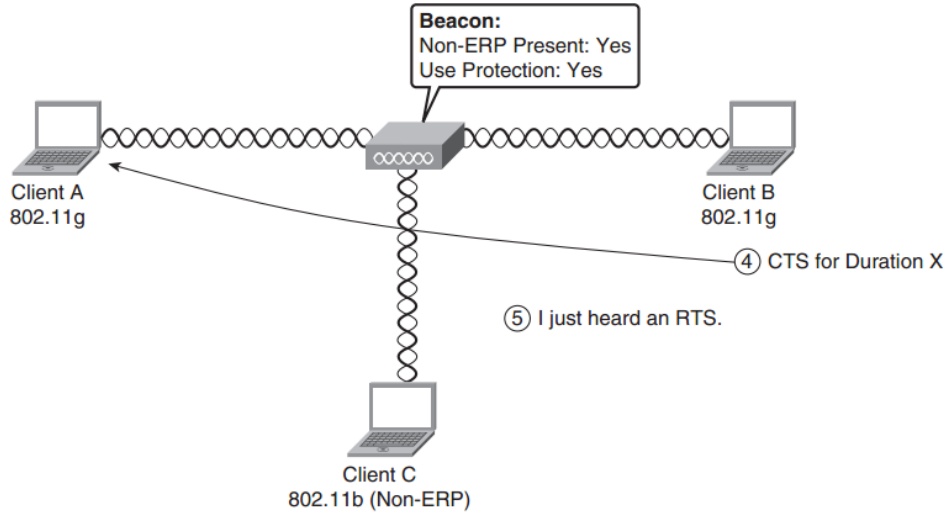 Beacon:
Non-ERP Present: Yes
Use Protection: Yes
Client A
802.11g
Client B
802.11g
4 CTS for Duration X
5 I just heard an RTS.
Client C
802.11b (Non-ERP)